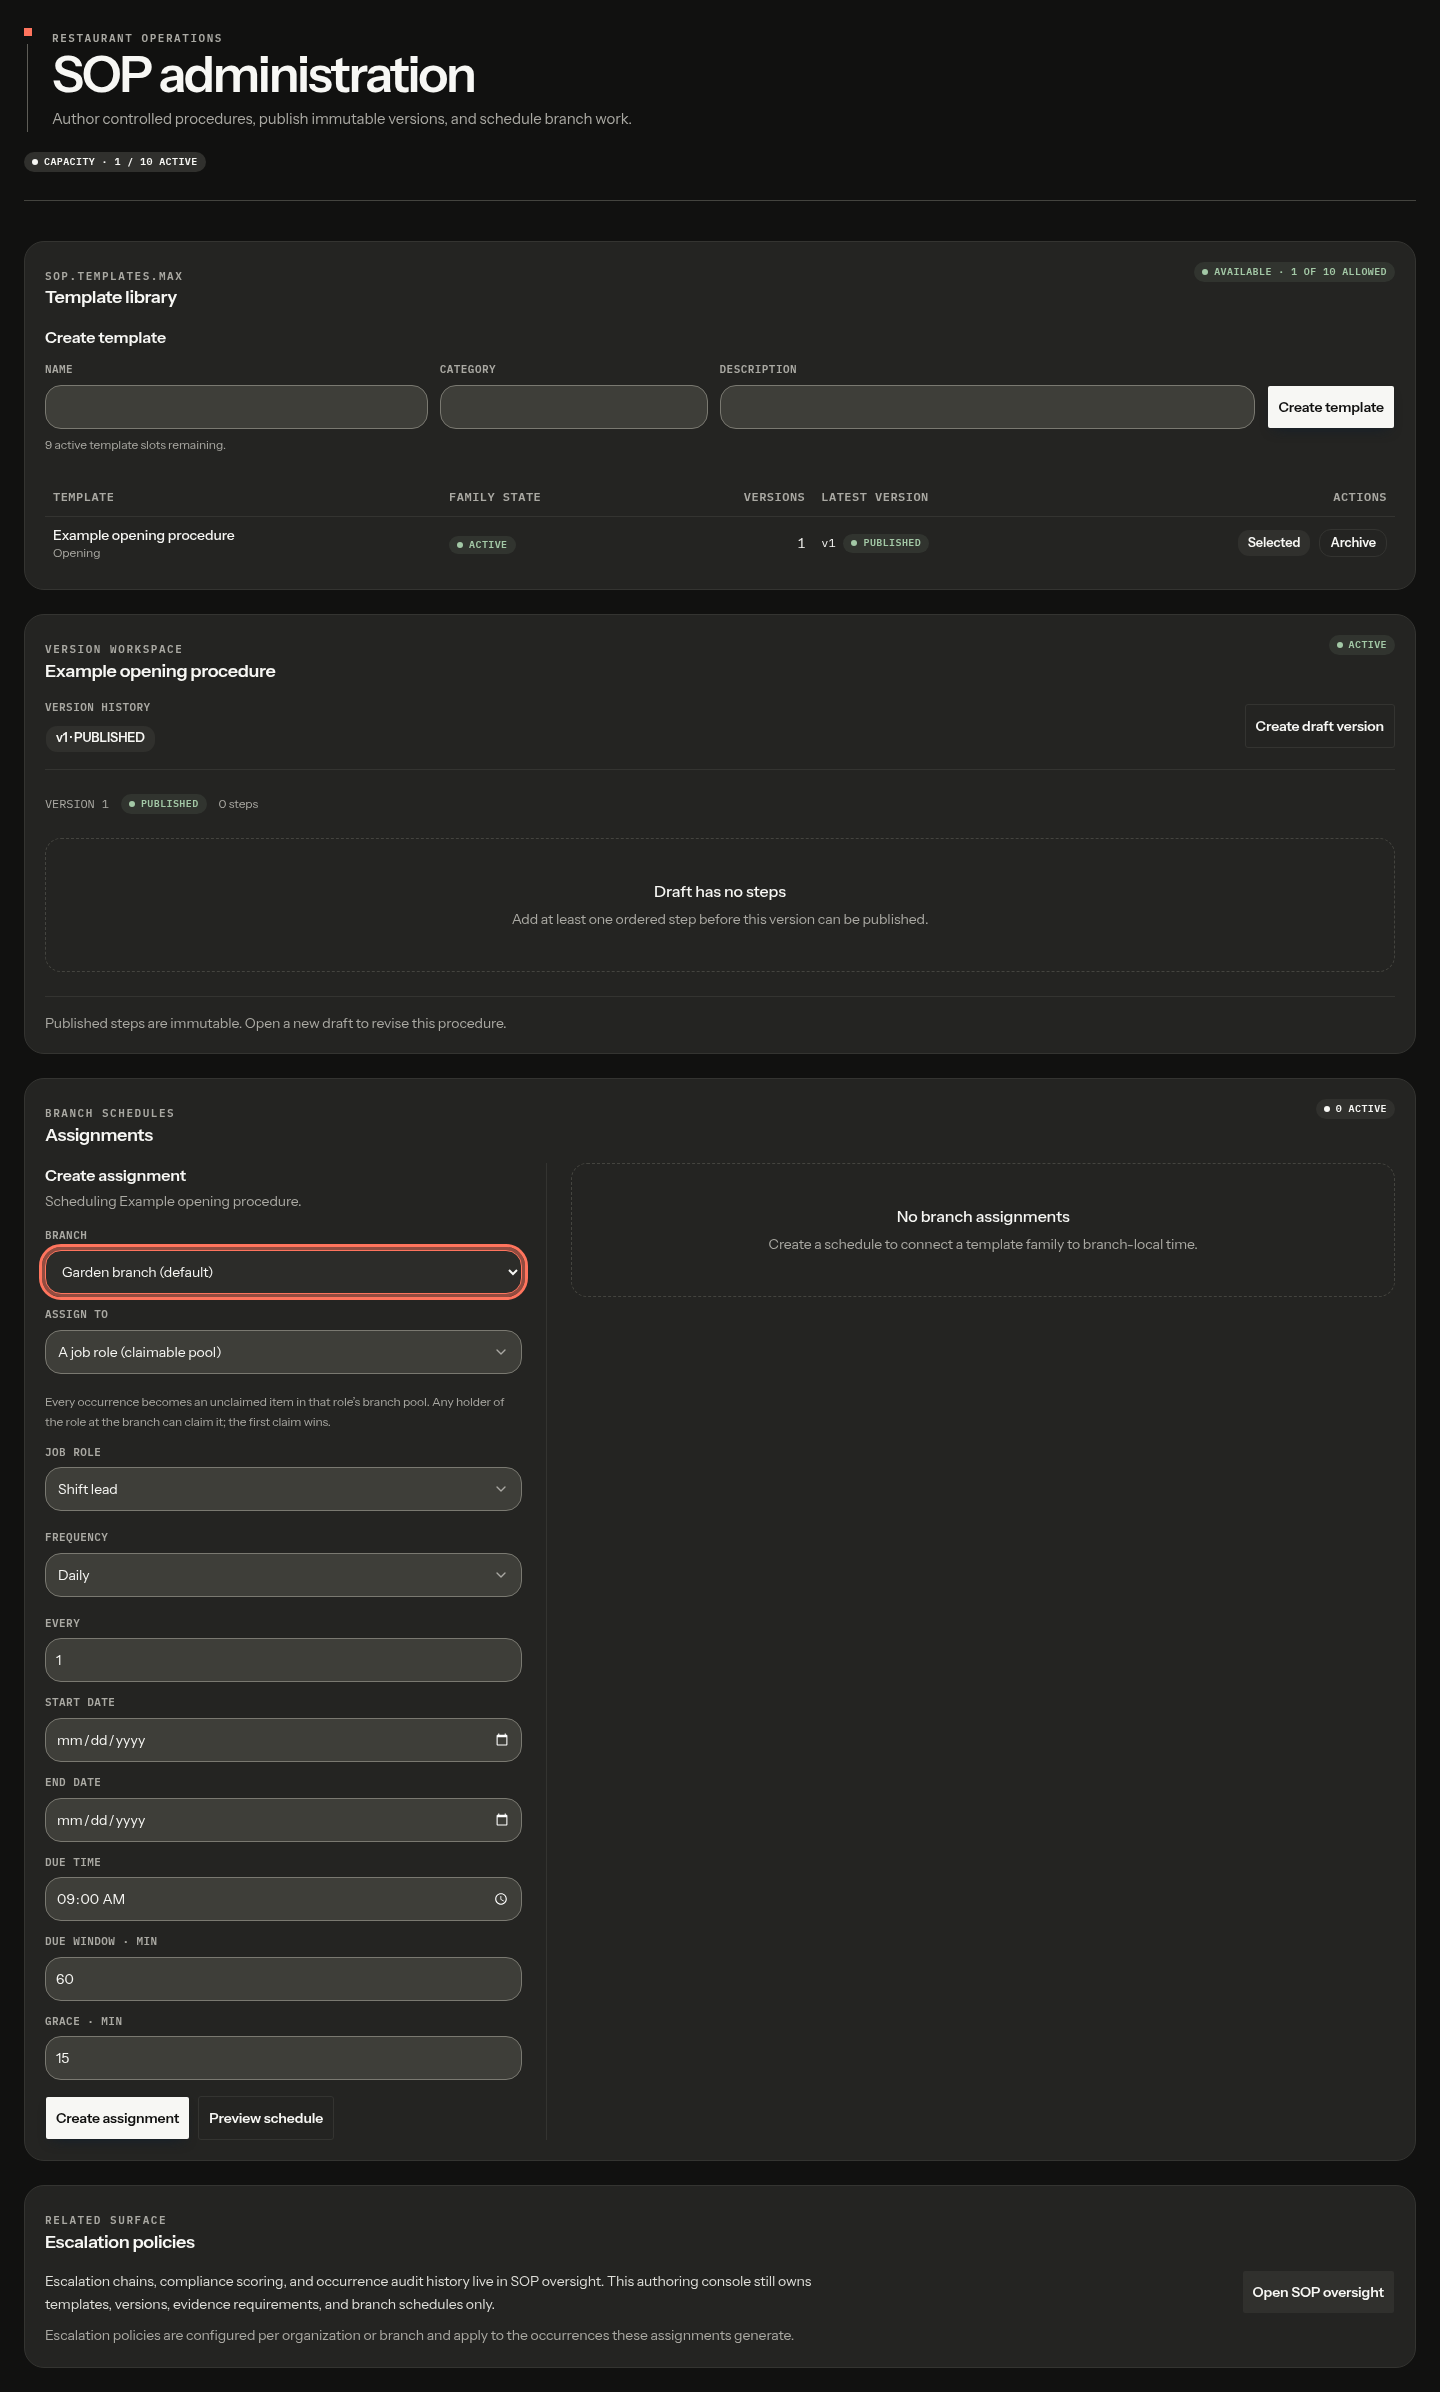 RESTAURANT OPERATIONS
SOP administration
Author controlled procedures, publish immutable versions, and schedule branch work.
CAPACITY · 1 / 10 ACTIVE
SOP.TEMPLATES.MAX
AVAILABLE · 1 OF 10 ALLOWED
Template library
Create template
NAME CATEGORY DESCRIPTION
Create template
9 active template slots remaining.
TEMPLATE FAMILY STATE VERSIONS LATEST VERSION ACTIONS
Example opening procedure
Opening
ACTIVE 1 v1 PUBLISHED Selected Archive
VERSION WORKSPACE
ACTIVE
Example opening procedure
VERSION HISTORY
v1 · PUBLISHED
Create draft version
VERSION 1 PUBLISHED 0 steps
Draft has no steps
Add at least one ordered step before this version can be published.
Published steps are immutable. Open a new draft to revise this procedure.
BRANCH SCHEDULES
0 ACTIVE
Assignments
Create assignment
Scheduling Example opening procedure.
BRANCH
Garden branch (default)
ASSIGN TO
A job role (claimable pool)
Every occurrence becomes an unclaimed item in that role's branch pool. Any holder of
the role at the branch can claim it; the first claim wins.
JOB ROLE
Shift lead
FREQUENCY
Daily
EVERY
1
START DATE
mm/dd/yyyy
END DATE
mm/dd/yyyy
DUE TIME
09:00 AM
DUE WINDOW · MIN
60
GRACE · MIN
15
Create assignment Preview schedule
No branch assignments
Create a schedule to connect a template family to branch-local time.
RELATED SURFACE
Escalation policies
Escalation chains, compliance scoring, and occurrence audit history live in SOP oversight. This authoring console still owns
templates, versions, evidence requirements, and branch schedules only.
Escalation policies are configured per organization or branch and apply to the occurrences these assignments generate.
Open SOP oversight